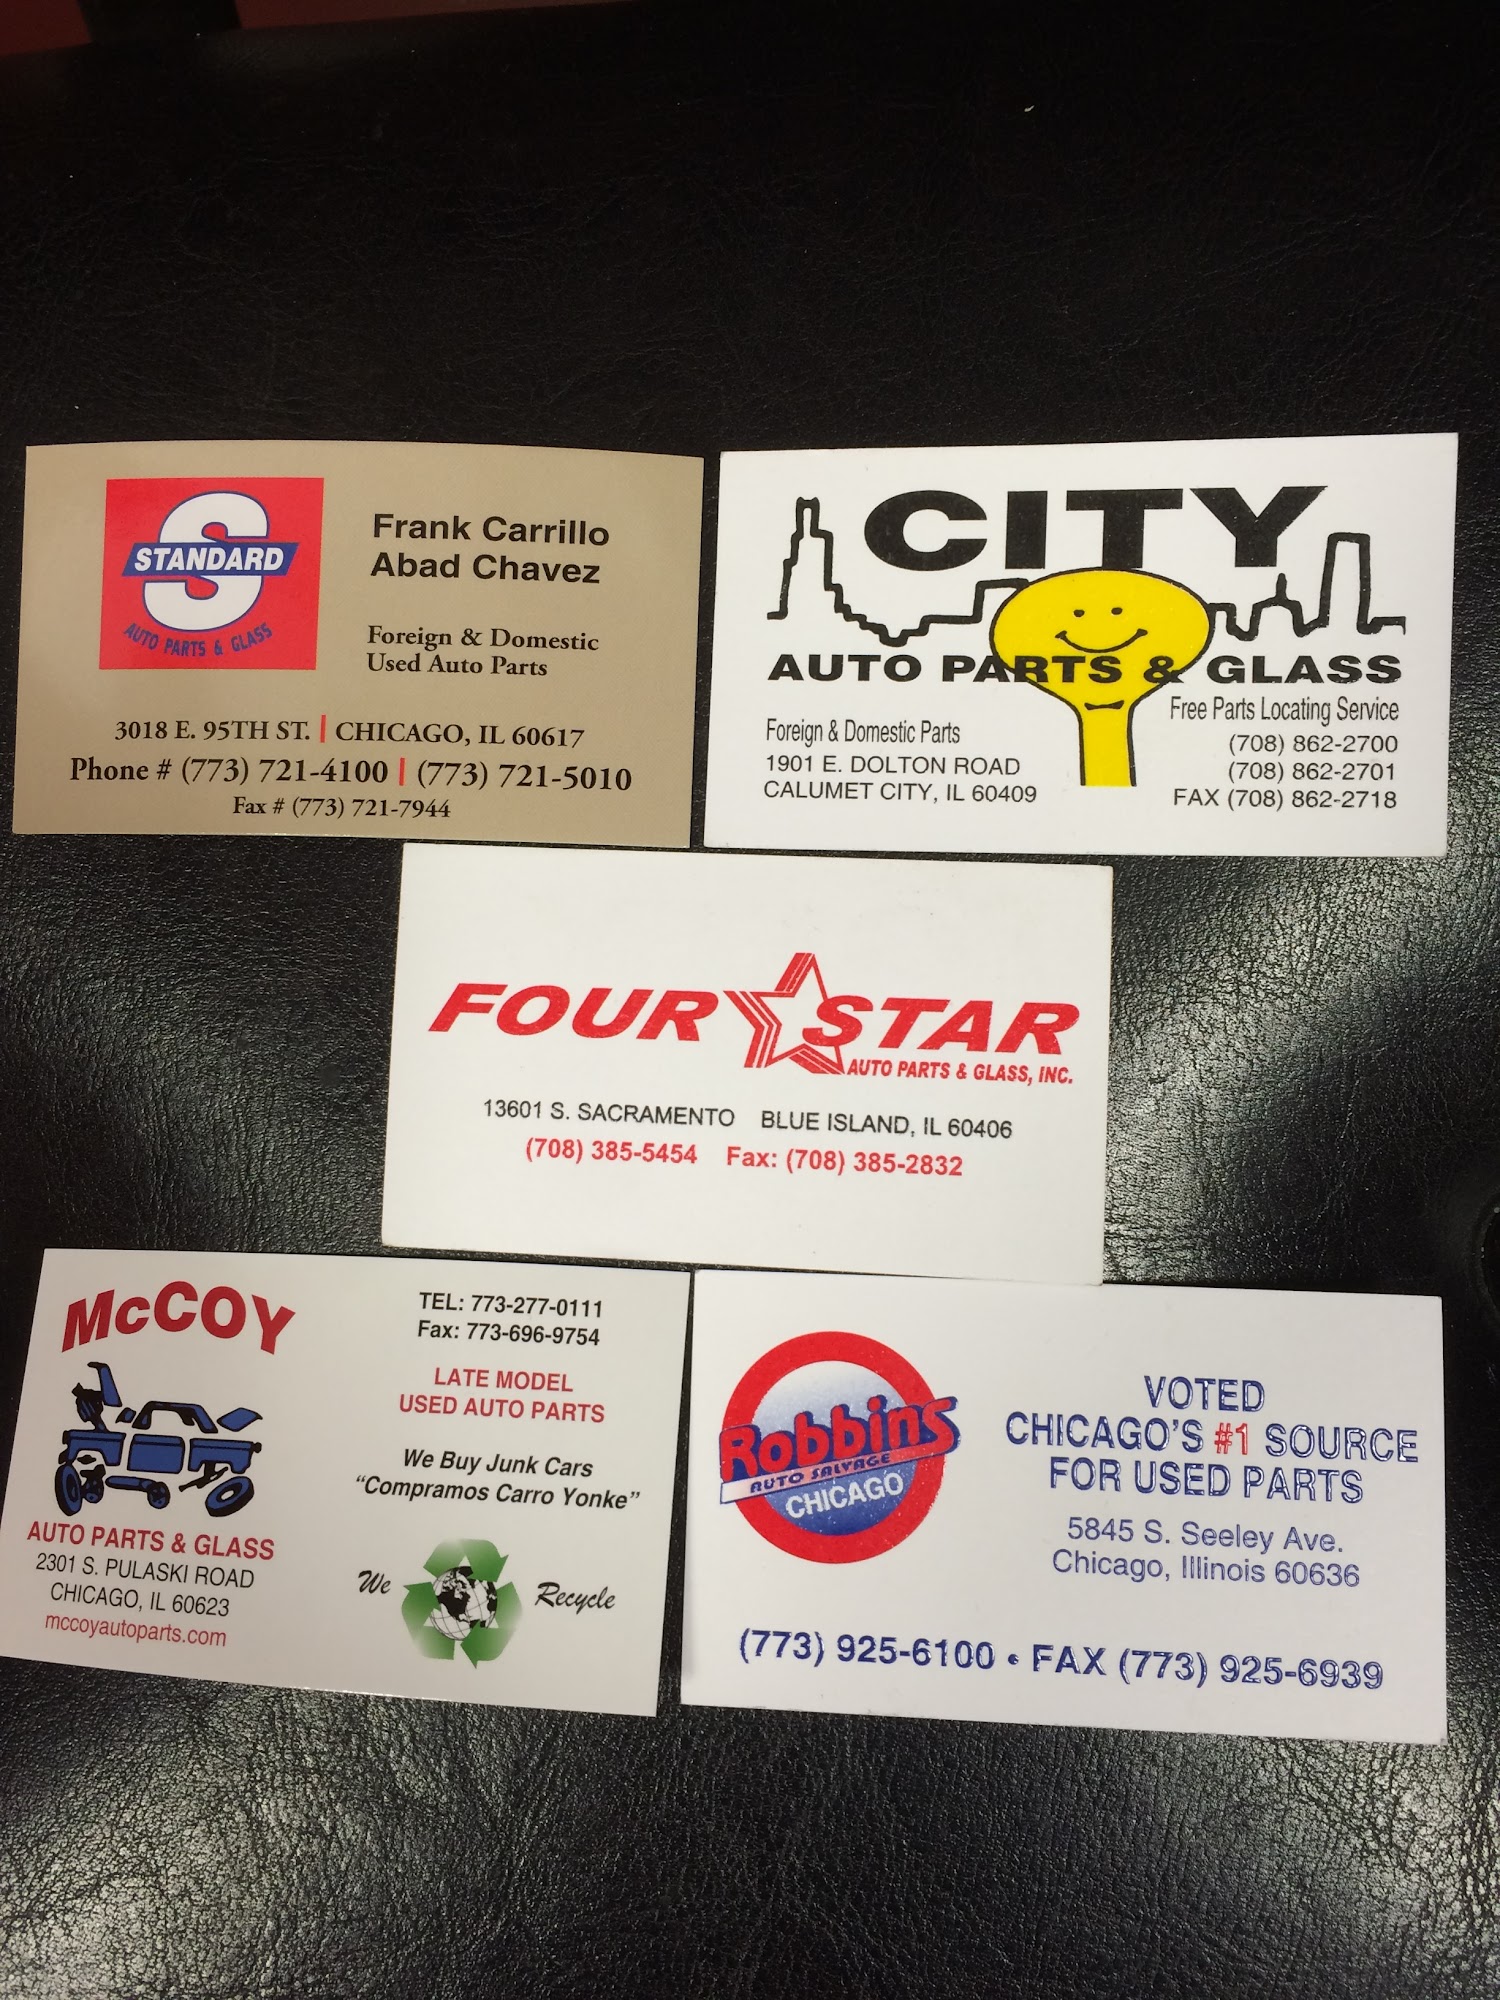 S
STANDARD
AUTO PARTS & GLASS
Frank Carrillo
Abad Chavez
Foreign & Domestic
Used Auto Parts
3018 E. 95TH ST. | CHICAGO, IL 60617
Phone # (773) 721-4100 | (773) 721-5010
Fax # (773) 721-7944
CITY
AUTO PARTS & GLASS
Foreign & Domestic Parts
1901 E. DOLTON ROAD
CALUMET CITY, IL 60409
Free Parts Locating Service
(708) 862-2700
(708) 862-2701
FAX (708) 862-2718
FOUR STAR
AUTO PARTS & GLASS, INC.
13601 S. SACRAMENTO BLUE ISLAND, IL 60406
(708) 385-5454 Fax: (708) 385-2832
McCOY
AUTO PARTS & GLASS
2301 S. PULASKI ROAD
CHICAGO, IL 60623
mccoyautoparts.com
TEL: 773-277-0111
Fax: 773-696-9754
LATE MODEL
USED AUTO PARTS
We Buy Junk Cars
“Compramos Carro Yonke”
We Recycle
Robbins
AUTO SALVAGE
CHICAGO
VOTED
CHICAGO'S #1 SOURCE
FOR USED PARTS
5845 S. Seeley Ave.
Chicago, Illinois 60636
(773) 925-6100 • FAX (773) 925-6939